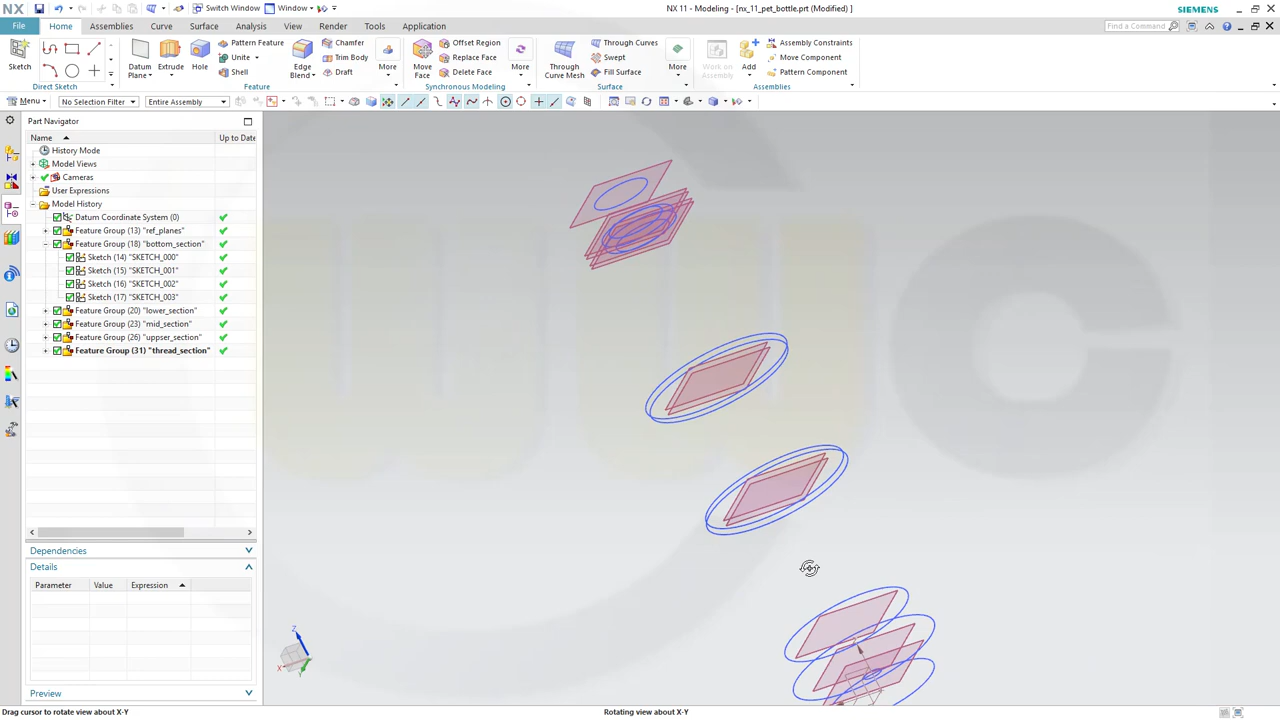 NX
Switch Window
Window
NX 11 - Modeling - [nx_11_pet_bottle.prt (Modified) ]
SIEMENS
File
Home
Assemblies
Curve
Surface
Analysis
View
Render
Tools
Application
Find a Command
Sketch
Direct Sketch
Datum Plane
Extrude
Hole
Pattern Feature
Unite
Shell
Edge Blend
Chamfer
Trim Body
Draft
More
Feature
Move Face
Offset Region
Replace Face
Delete Face
More
Synchronous Modeling
Through Curve Mesh
Through Curves
Swept
Fill Surface
More
Surface
Work on Assembly
Add
Assembly Constraints
Move Component
Pattern Component
Assemblies
Menu
No Selection Filter
Entire Assembly
Part Navigator
Name
Up to Date
History Mode
Model Views
Cameras
User Expressions
Model History
Datum Coordinate System (0)
Feature Group (13) "ref_planes"
Feature Group (18) "bottom_section"
Sketch (14) "SKETCH_000"
Sketch (15) "SKETCH_001"
Sketch (16) "SKETCH_002"
Sketch (17) "SKETCH_003"
Feature Group (20) "lower_section"
Feature Group (23) "mid_section"
Feature Group (26) "uppser_section"
Feature Group (31) "thread_section"
Dependencies
Details
Parameter
Value
Expression
Preview
Z
X
Y
Drag cursor to rotate view about X-Y
Rotating view about X-Y